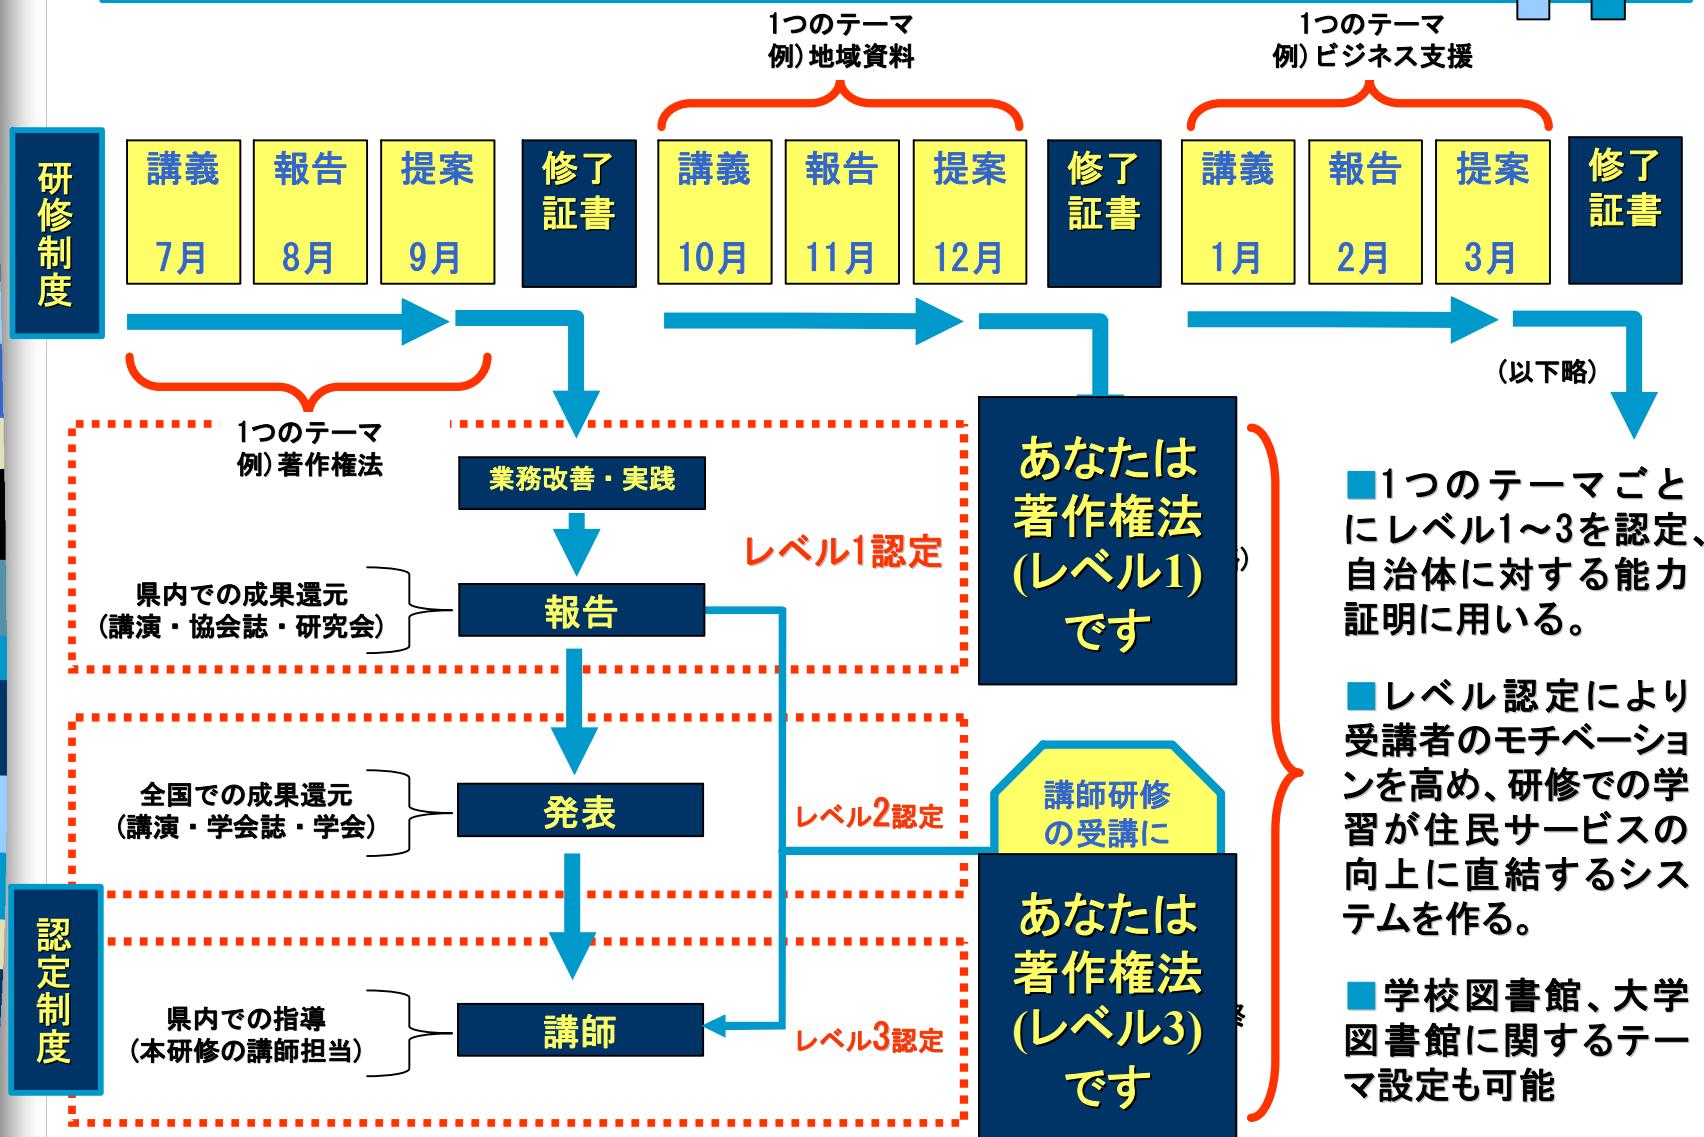 1つのテーマ
例）地域資料
1つのテーマ
例）ビジネス支援
研修制度
講義
7月
報告
8月
提案
9月
修了
証書
講義
10月
報告
11月
提案
12月
修了
証書
講義
1月
報告
2月
提案
3月
修了
証書
（以下略）
1つのテーマ
例）著作権法
業務改善・実践
レベル1認定
県内での成果還元
（講演・協会誌・研究会）
報告
あなたは
著作権法
(レベル1)
です
全国での成果還元
（講演・学会誌・学会）
発表
レベル2認定
講師研修
の受講に
認定制度
県内での指導
（本研修の講師担当）
講師
レベル3認定
あなたは
著作権法
(レベル3)
です
■1つのテーマごと
にレベル1～3を認定、
自治体に対する能力
証明に用いる。
■レベル認定により
受講者のモチベーショ
ンを高め、研修での学
習が住民サービスの
向上に直結するシス
テムを作る。
■学校図書館、大学
図書館に関するテー
マ設定も可能